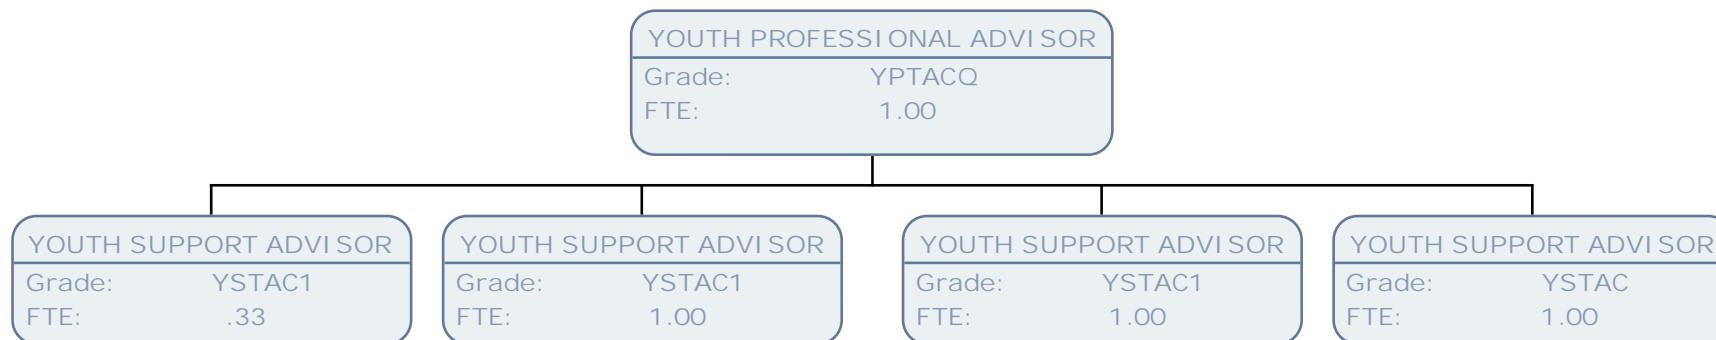 YOUTH PROFESSIONAL ADVISOR
Grade: YPTACQ
FTE: 1.00
YOUTH SUPPORT ADVISOR
Grade: YSTAC1
FTE: .33
YOUTH SUPPORT ADVISOR
Grade: YSTAC1
FTE: 1.00
YOUTH SUPPORT ADVISOR
Grade: YSTAC1
FTE: 1.00
YOUTH SUPPORT ADVISOR
Grade: YSTAC
FTE: 1.00